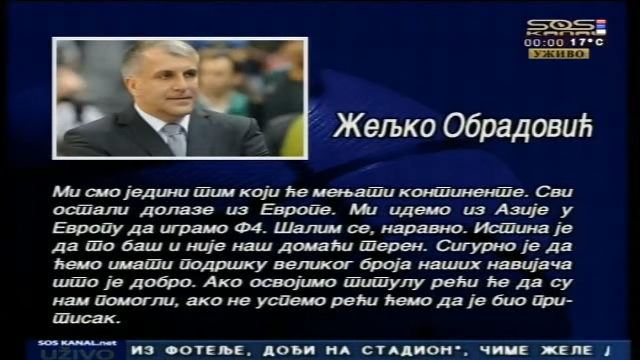 SOS
KANAL
00:00 17°C
УЖИВО
Жељко Обрадовић
Ми смо једини тим који ће мењати континенте. Сви
остали долазе из Европе. Ми идемо из Азије у
Европу да играмо Ф4. Шалим се, наравно. Истина је
да то баш и није наш домаћи терен. Сигурно је да
ћемо имати подршку великог броја наших навијача
што је добро. Ако освојимо титулу рећи ће да су
нам помогли, ако не успемо рећи ћемо да је био при-
тисак.
SOS KANAL.net
UŽIVO
ИЗ ФОТЕЉЕ, ДОЂИ НА СТАДИОН", ЧИМЕ ЖЕЛЕ